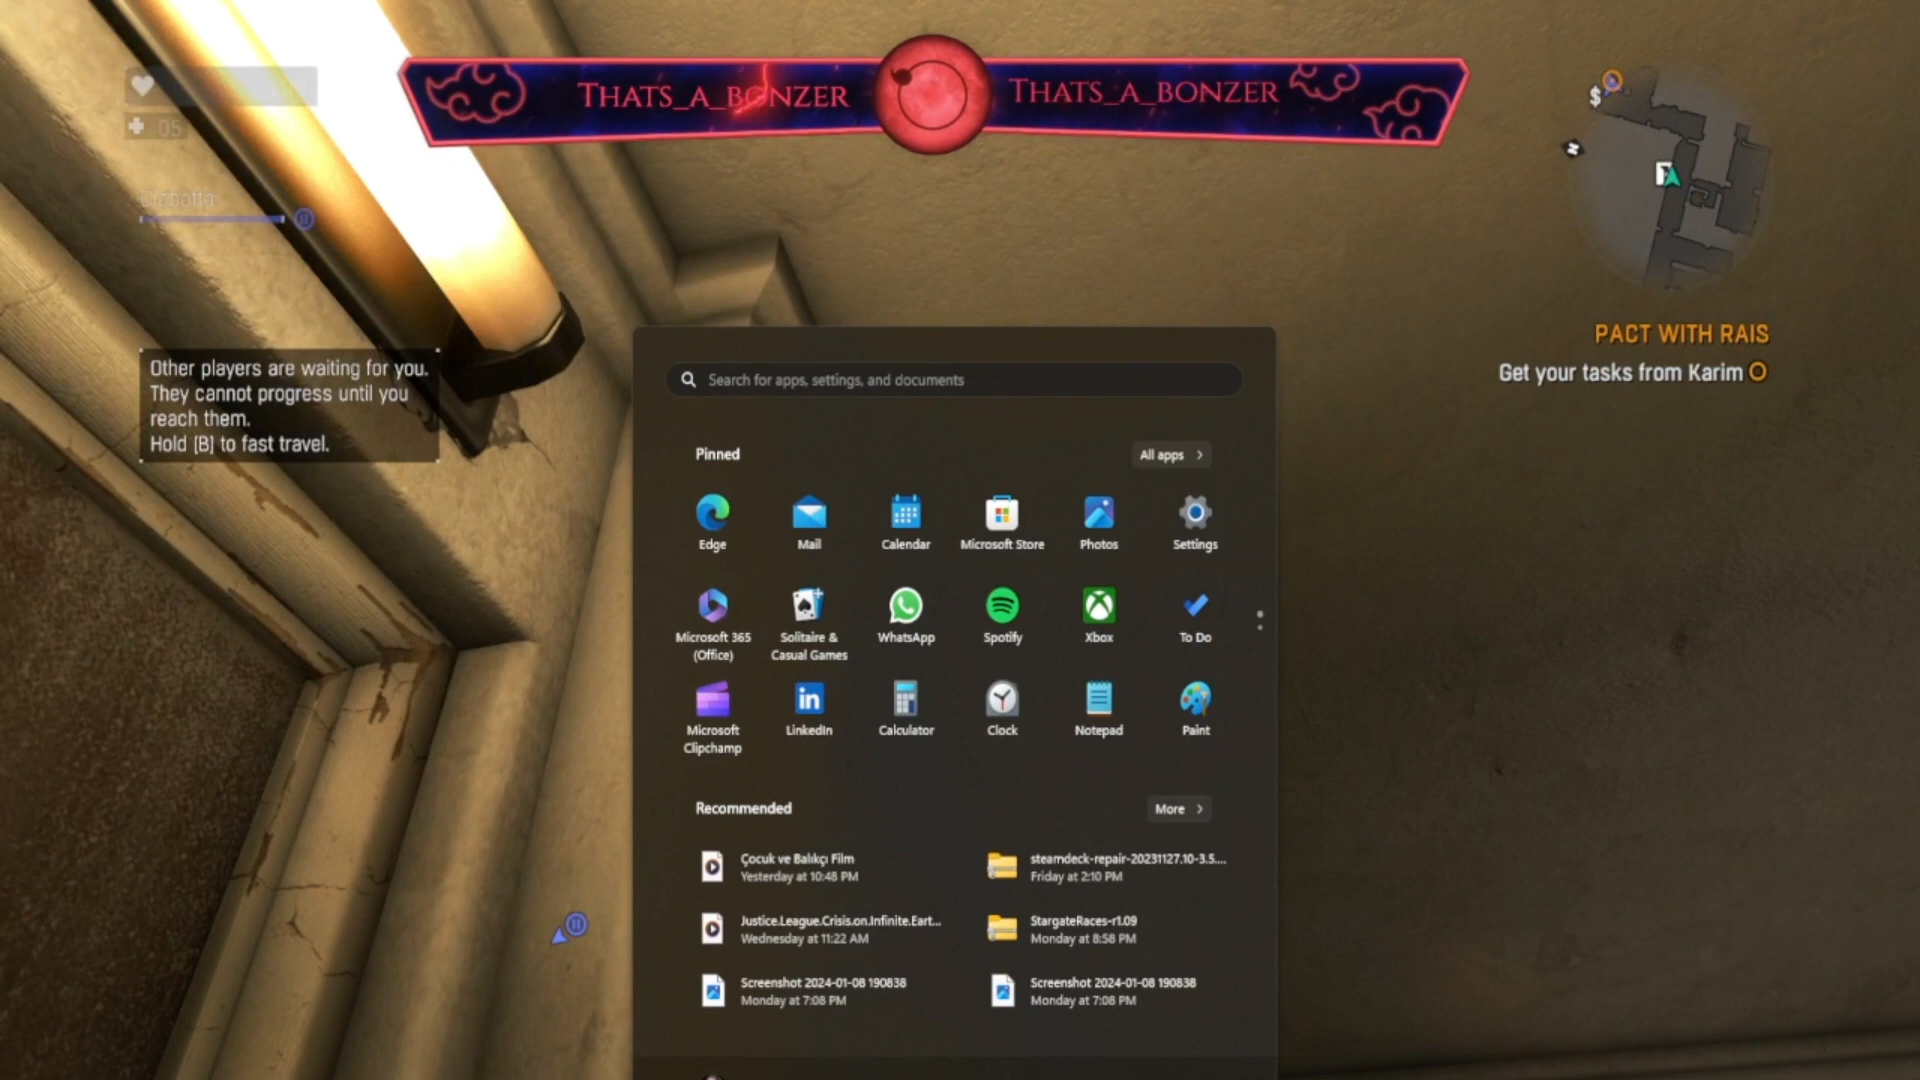 THATS_A_BONZER THATS_A_BONZER
05
Other players are waiting for you.
They cannot progress until you
reach them.
Hold [B] to fast travel.
$
N
PACT WITH RAIS
Get your tasks from Karim
Search for apps, settings, and documents
Pinned
All apps
Edge
Mail
Calendar
Microsoft Store
Photos
Settings
Microsoft 365
(Office)
Solitaire &
Casual Games
WhatsApp
Spotify
Xbox
To Do
Microsoft
Clipchamp
in
LinkedIn
Calculator
Clock
Notepad
Paint
Recommended
More
Çocuk ve Balıkçı Film
Yesterday at 10:48 PM
steamdeck-repair-20231127.10-3.5....
Friday at 2:10 PM
Justice.League.Crisis.on.Infinite.Eart...
Wednesday at 11:22 AM
StargateRaces-r1.09
Monday at 8:58 PM
Screenshot 2024-01-08 190838
Monday at 7:08 PM
Screenshot 2024-01-08 190838
Monday at 7:08 PM